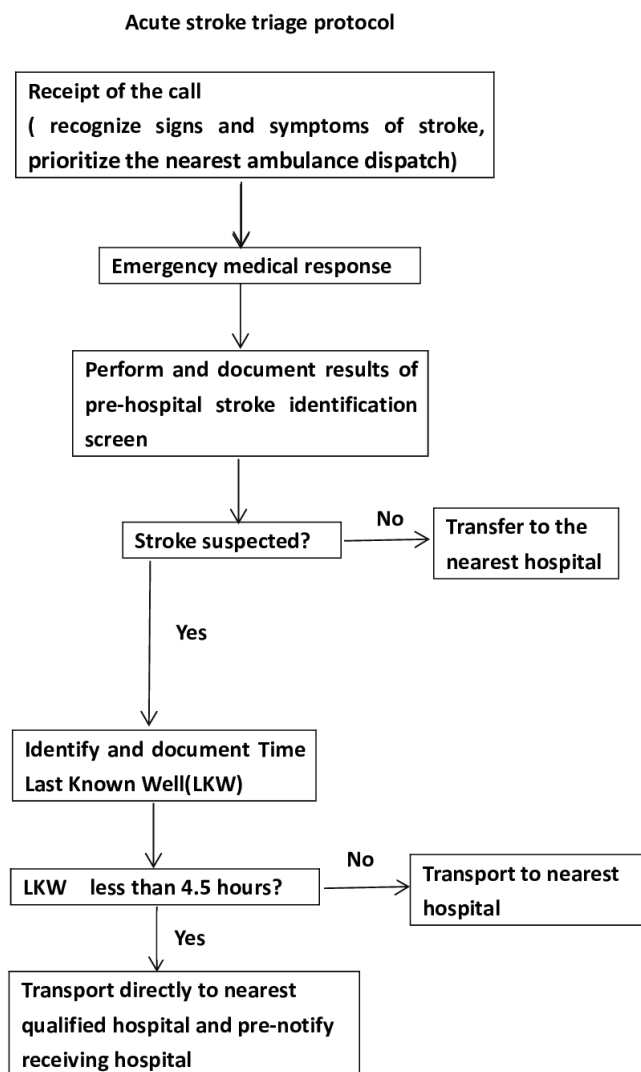 Acute stroke triage protocol
Receipt of the call
( recognize signs and symptoms of stroke,
prioritize the nearest ambulance dispatch)
Emergency medical response
Perform and document results of
pre-hospital stroke identification
screen
Stroke suspected?
No
Transfer to the
nearest hospital
Yes
Identify and document Time
Last Known Well(LKW)
LKW less than 4.5 hours?
No
Transport to nearest
hospital
Yes
Transport directly to nearest
qualified hospital and pre-notify
receiving hospital